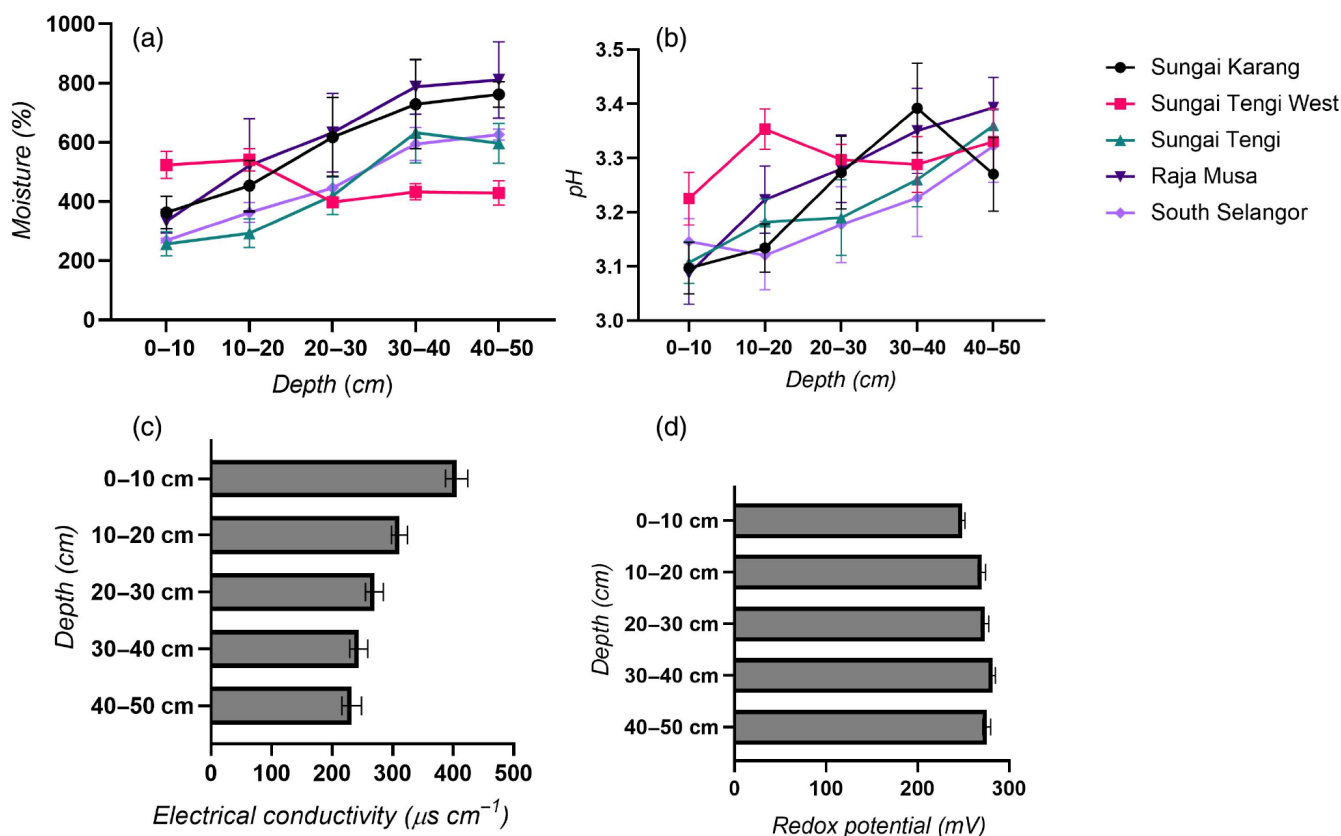 (a)
Moisture (%)
1000
800
600
400
200
0
0–10 10–20 20–30 30–40 40–50
Depth (cm)
(b)
pH
3.5
3.4
3.3
3.2
3.1
3.0
0–10 10–20 20–30 30–40 40–50
Depth (cm)
Sungai Karang
Sungai Tengi West
Sungai Tengi
Raja Musa
South Selangor
(c)
Depth (cm)
0–10 cm
10–20 cm
20–30 cm
30–40 cm
40–50 cm
0 100 200 300 400 500
Electrical conductivity (μs cm⁻¹)
(d)
Depth (cm)
0–10 cm
10–20 cm
20–30 cm
30–40 cm
40–50 cm
0 100 200 300
Redox potential (mV)